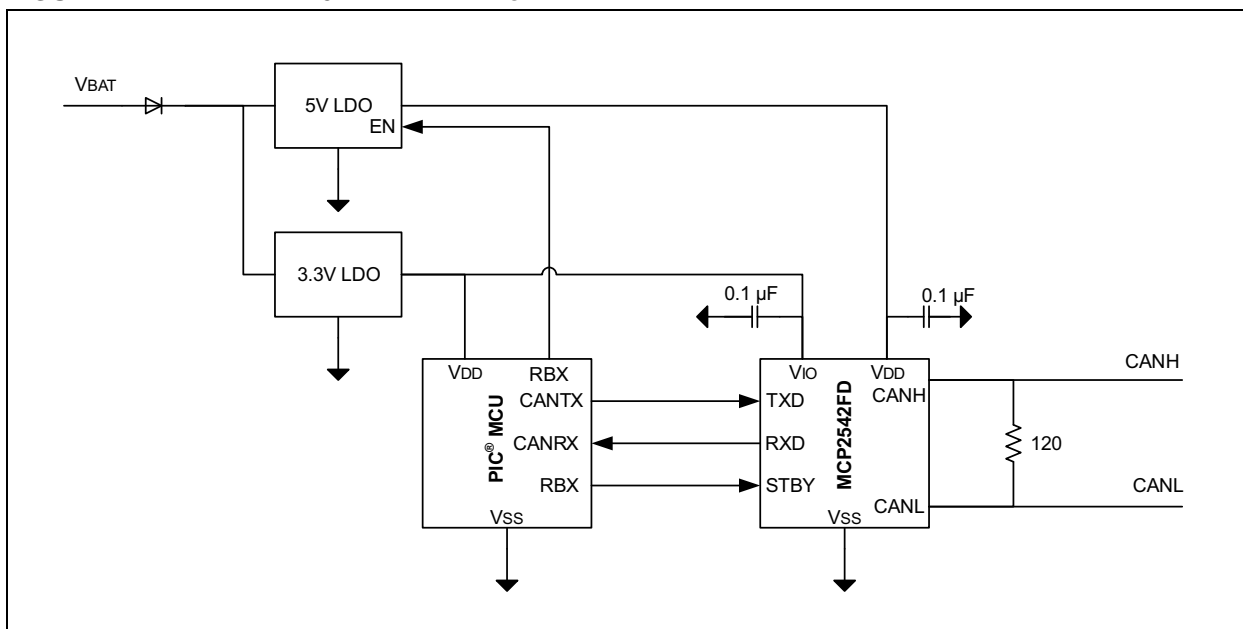 VBAT
5V LDO
EN
3.3V LDO
0.1 µF
0.1 µF
VDD
RBX
VIO
VDD
CANH
CANH
CANTX
TXD
PIC® MCU
CANRX
RXD
MCP2542FD
120
RBX
STBY
CANL
CANL
VSS
VSS